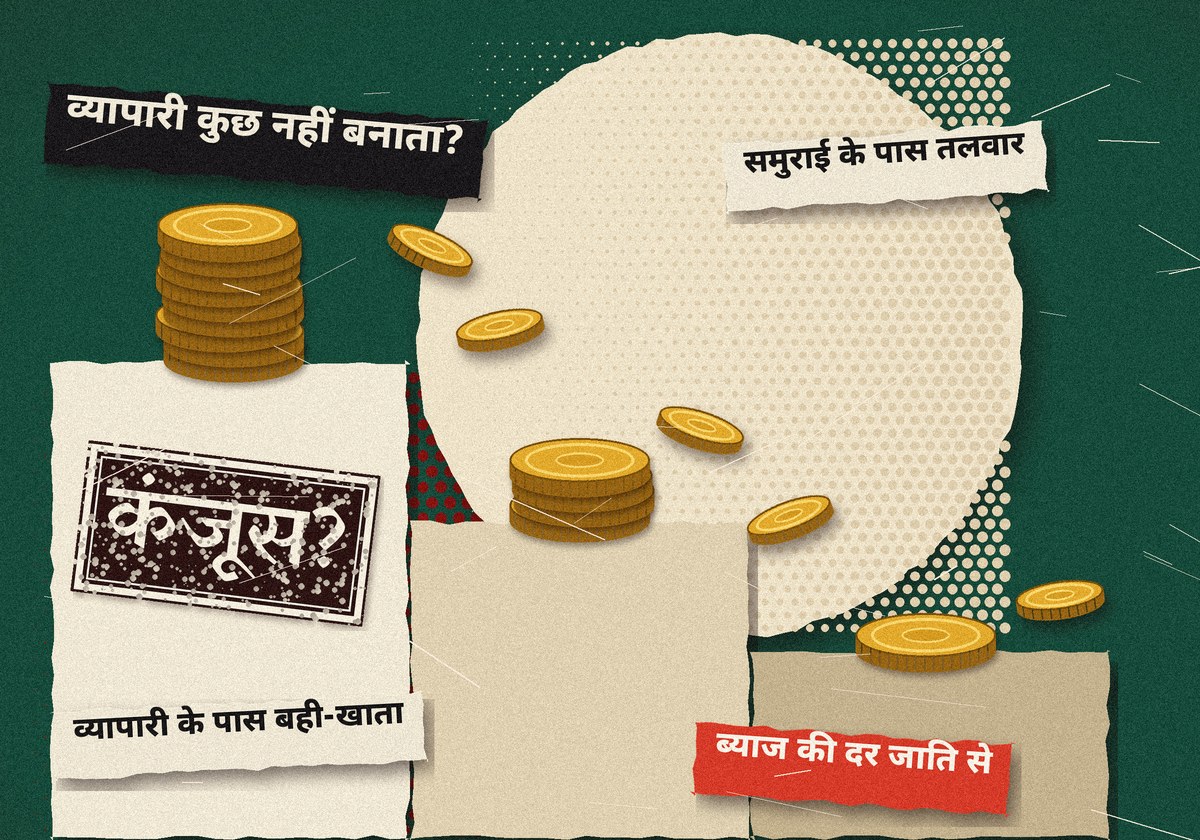 व्यापारी कुछ नहीं बनाता?
समुराई के पास तलवार
कंजूस?
व्यापारी के पास बही-खाता
ब्याज की दर जाति से